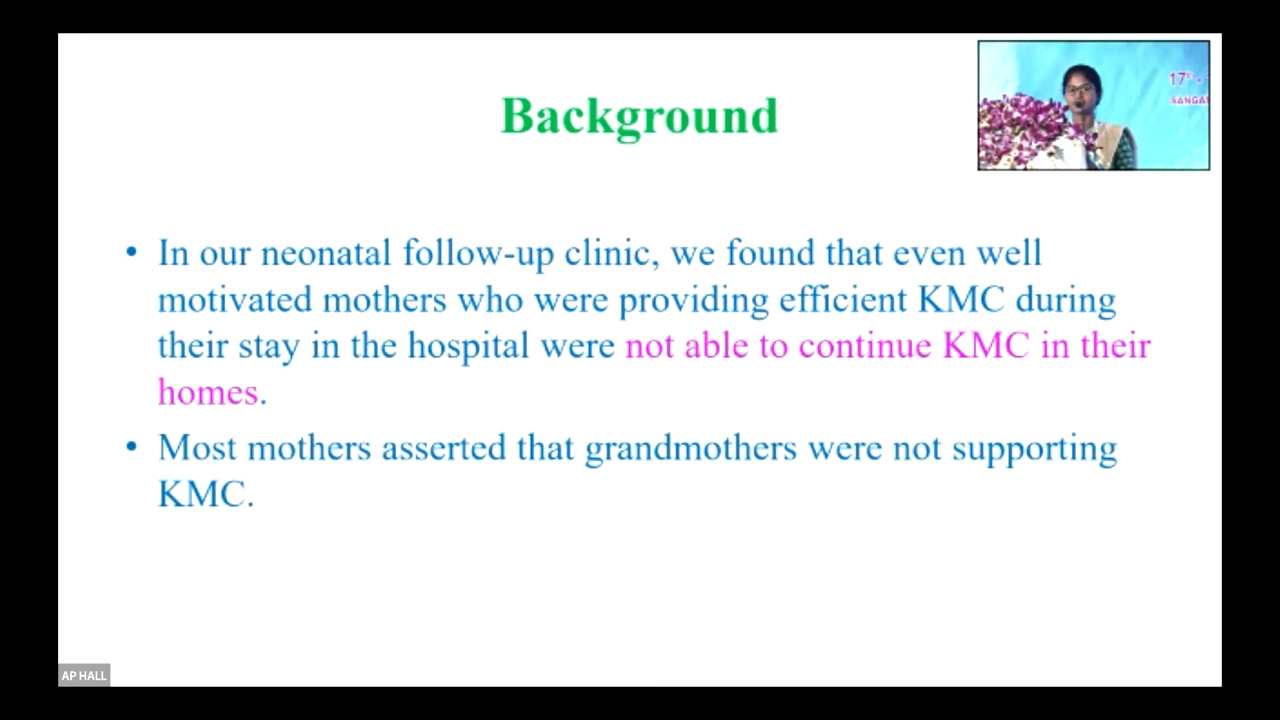 Background
17th
SANGA
• In our neonatal follow-up clinic, we found that even well
motivated mothers who were providing efficient KMC during
their stay in the hospital were not able to continue KMC in their
homes.
• Most mothers asserted that grandmothers were not supporting
KMC.
AP HALL